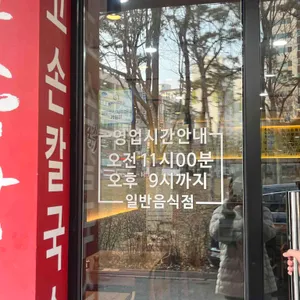 손칼국
영업시간안내
오전11시00분
오후 9시까지
일반음식점